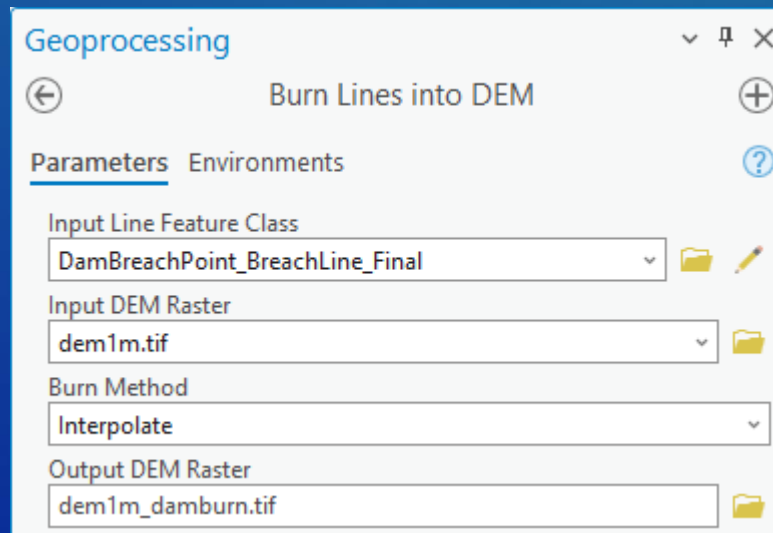 Geoprocessing
Burn Lines into DEM
Parameters Environments
Input Line Feature Class
DamBreachPoint_BreachLine_Final
Input DEM Raster
dem1m.tif
Burn Method
Interpolate
Output DEM Raster
dem1m_damburn.tif